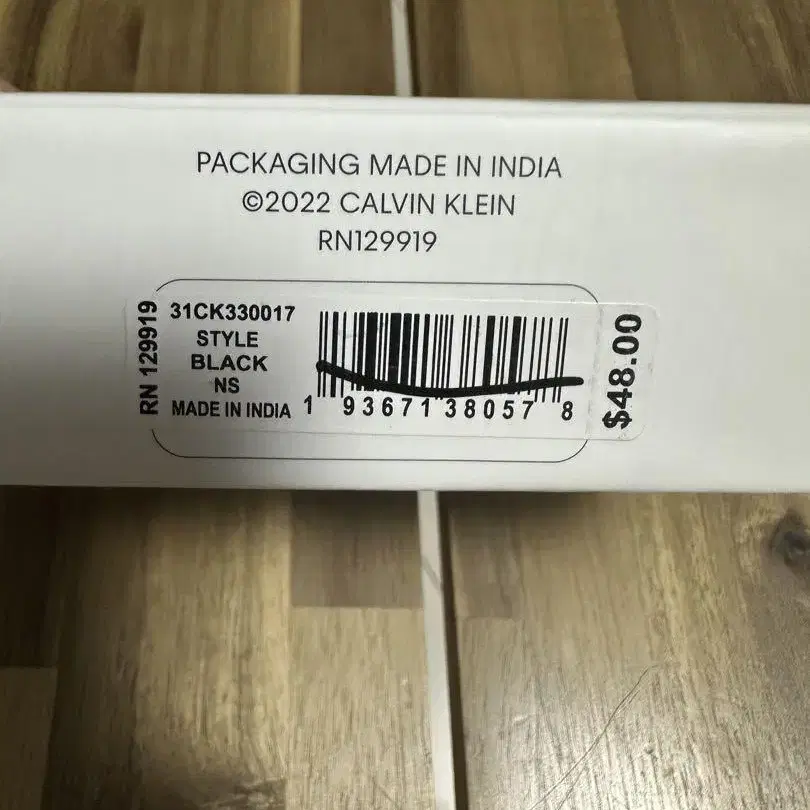 PACKAGING MADE IN INDIA
©2022 CALVIN KLEIN
RN129919
RN 129919
31CK330017
STYLE
BLACK
NS
MADE IN INDIA
1 93671 38057 8
$48.00